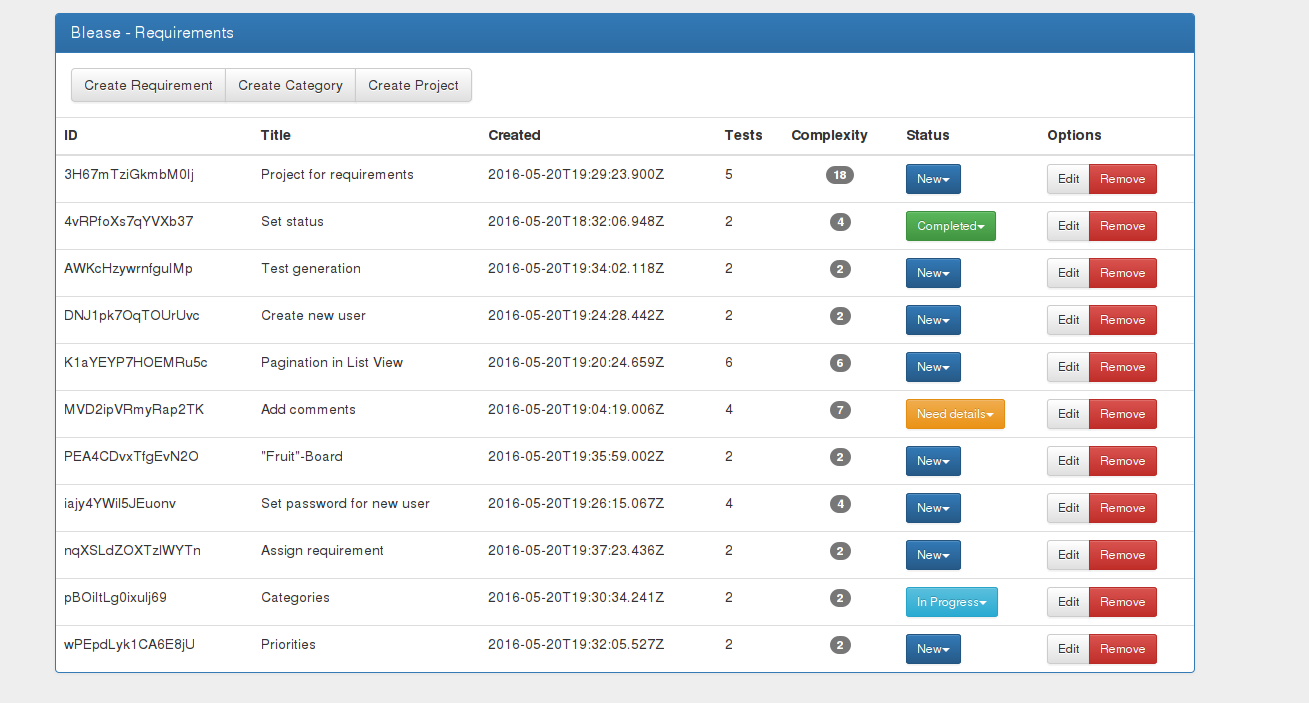 Blease - Requirements
Create Requirement Create Category Create Project
ID Title Created Tests Complexity Status Options
3H67mTziGkmbM0Ij Project for requirements 2016-05-20T19:29:23.900Z 5 18 New Edit Remove
4vRPfoXs7qYVXb37 Set status 2016-05-20T18:32:06.948Z 2 4 Completed Edit Remove
AWKcHzywrnfguIMp Test generation 2016-05-20T19:34:02.118Z 2 2 New Edit Remove
DNJ1pk7OqTOUrUvc Create new user 2016-05-20T19:24:28.442Z 2 2 New Edit Remove
K1aYEYP7HOEMRu5c Pagination in List View 2016-05-20T19:20:24.659Z 6 6 New Edit Remove
MVD2ipVRmyRap2TK Add comments 2016-05-20T19:04:19.006Z 4 7 Need details Edit Remove
PEA4CDvxTfgEvN2O "Fruit"-Board 2016-05-20T19:35:59.002Z 2 2 New Edit Remove
iajy4YWil5JEuonv Set password for new user 2016-05-20T19:26:15.067Z 4 4 New Edit Remove
nqXSLdZOXTzlWYTn Assign requirement 2016-05-20T19:37:23.436Z 2 2 New Edit Remove
pBOiltLg0ixulj69 Categories 2016-05-20T19:30:34.241Z 2 2 In Progress Edit Remove
wPEpdLyk1CA6E8jU Priorities 2016-05-20T19:32:05.527Z 2 2 New Edit Remove